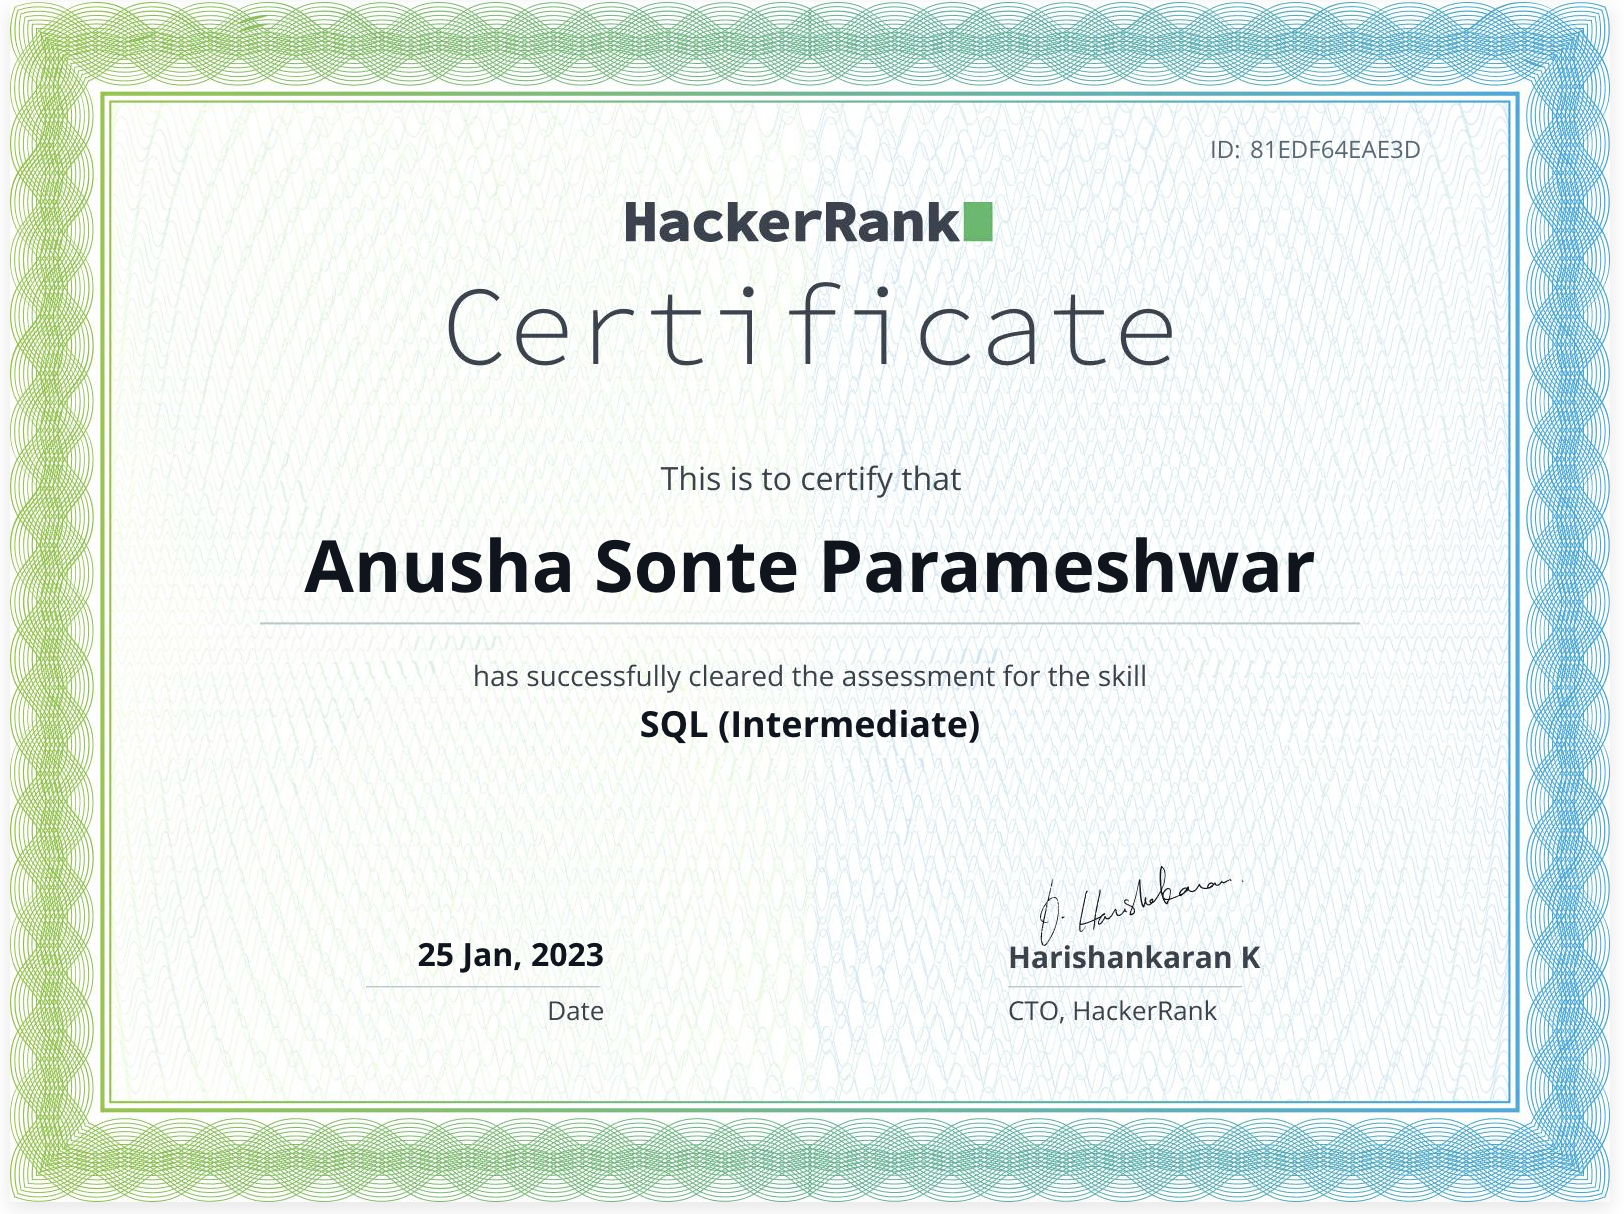 ID: 81EDF64EAE3D
HackerRank
Certificate
This is to certify that
Anusha Sonte Parameshwar
has successfully cleared the assessment for the skill
SQL (Intermediate)
25 Jan, 2023
Date
Harishankaran K
CTO, HackerRank